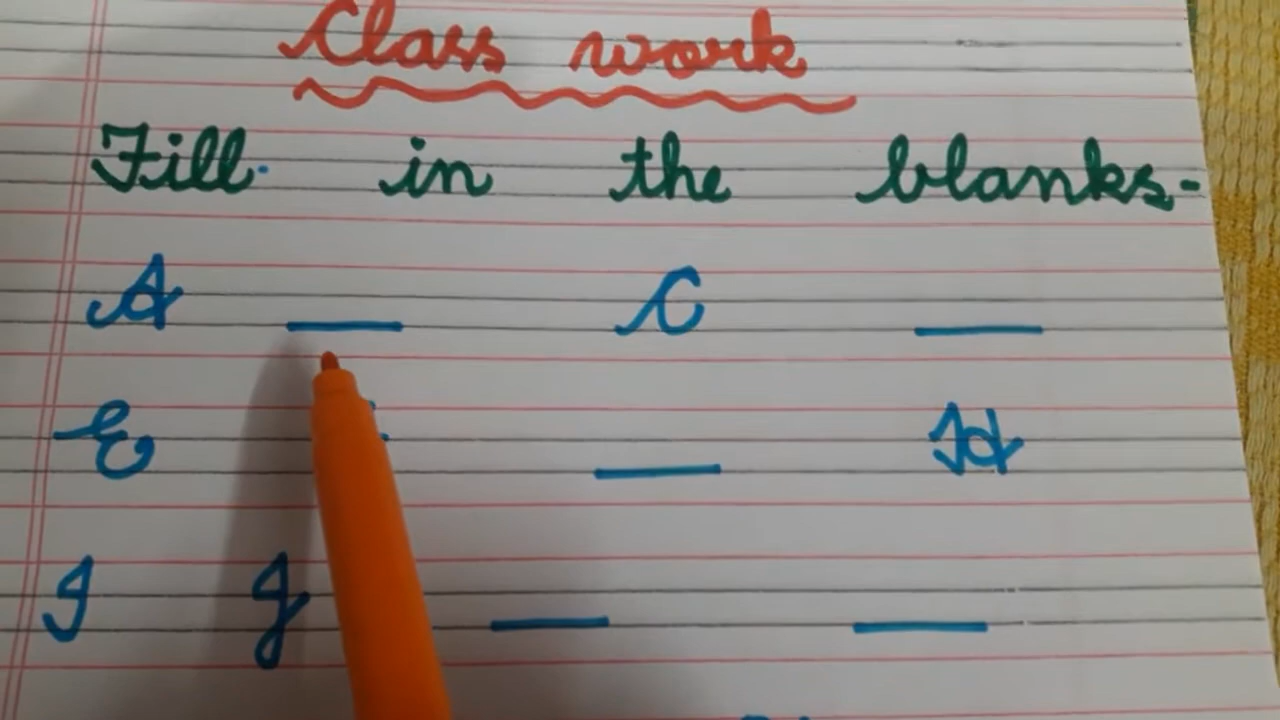 Class work
Fill in the blanks.
A ___ C ___
E ___ H
I J ___ ___